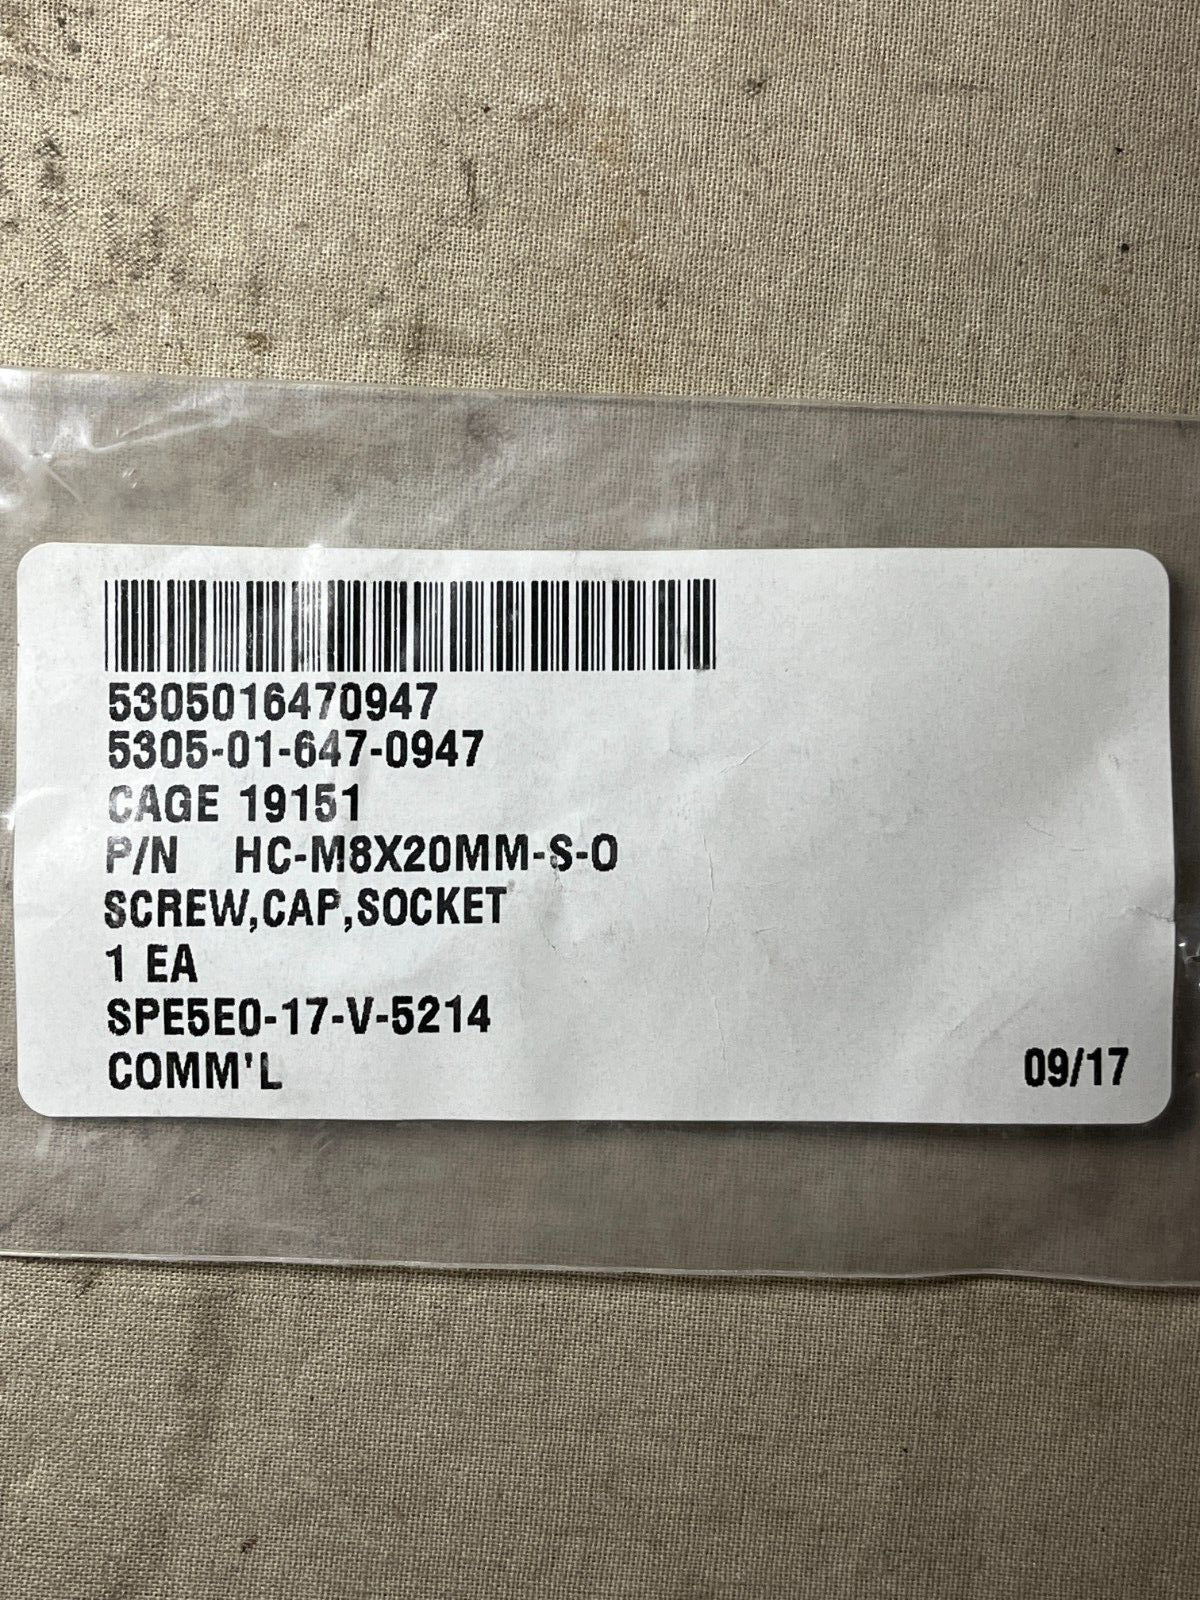 5305016470947
5305-01-647-0947
CAGE 19151
P/N HC-M8X20MM-S-O
SCREW,CAP,SOCKET
1 EA
SPE5E0-17-V-5214
COMM'L
09/17